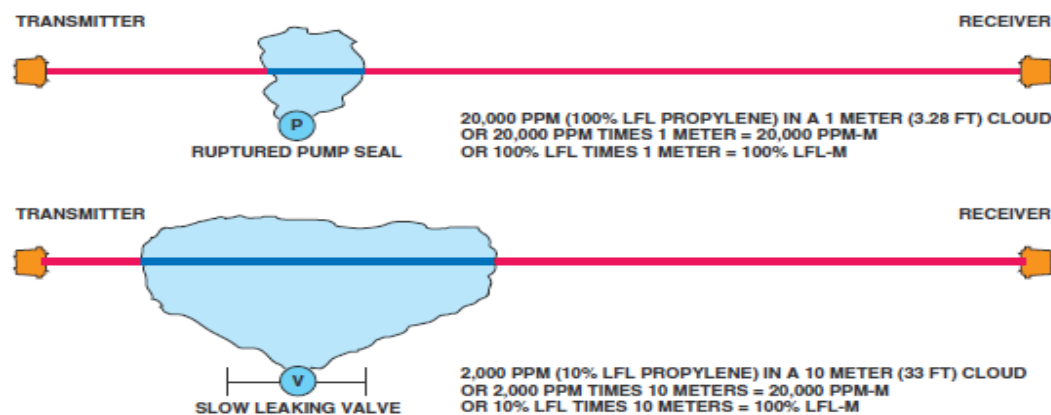 TRANSMITTER
RECEIVER
P
RUPTURED PUMP SEAL
20,000 PPM (100% LFL PROPYLENE) IN A 1 METER (3.28 FT) CLOUD
OR 20,000 PPM TIMES 1 METER = 20,000 PPM-M
OR 100% LFL TIMES 1 METER = 100% LFL-M
TRANSMITTER
RECEIVER
V
SLOW LEAKING VALVE
2,000 PPM (10% LFL PROPYLENE) IN A 10 METER (33 FT) CLOUD
OR 2,000 PPM TIMES 10 METERS = 20,000 PPM-M
OR 10% LFL TIMES 10 METERS = 100% LFL-M